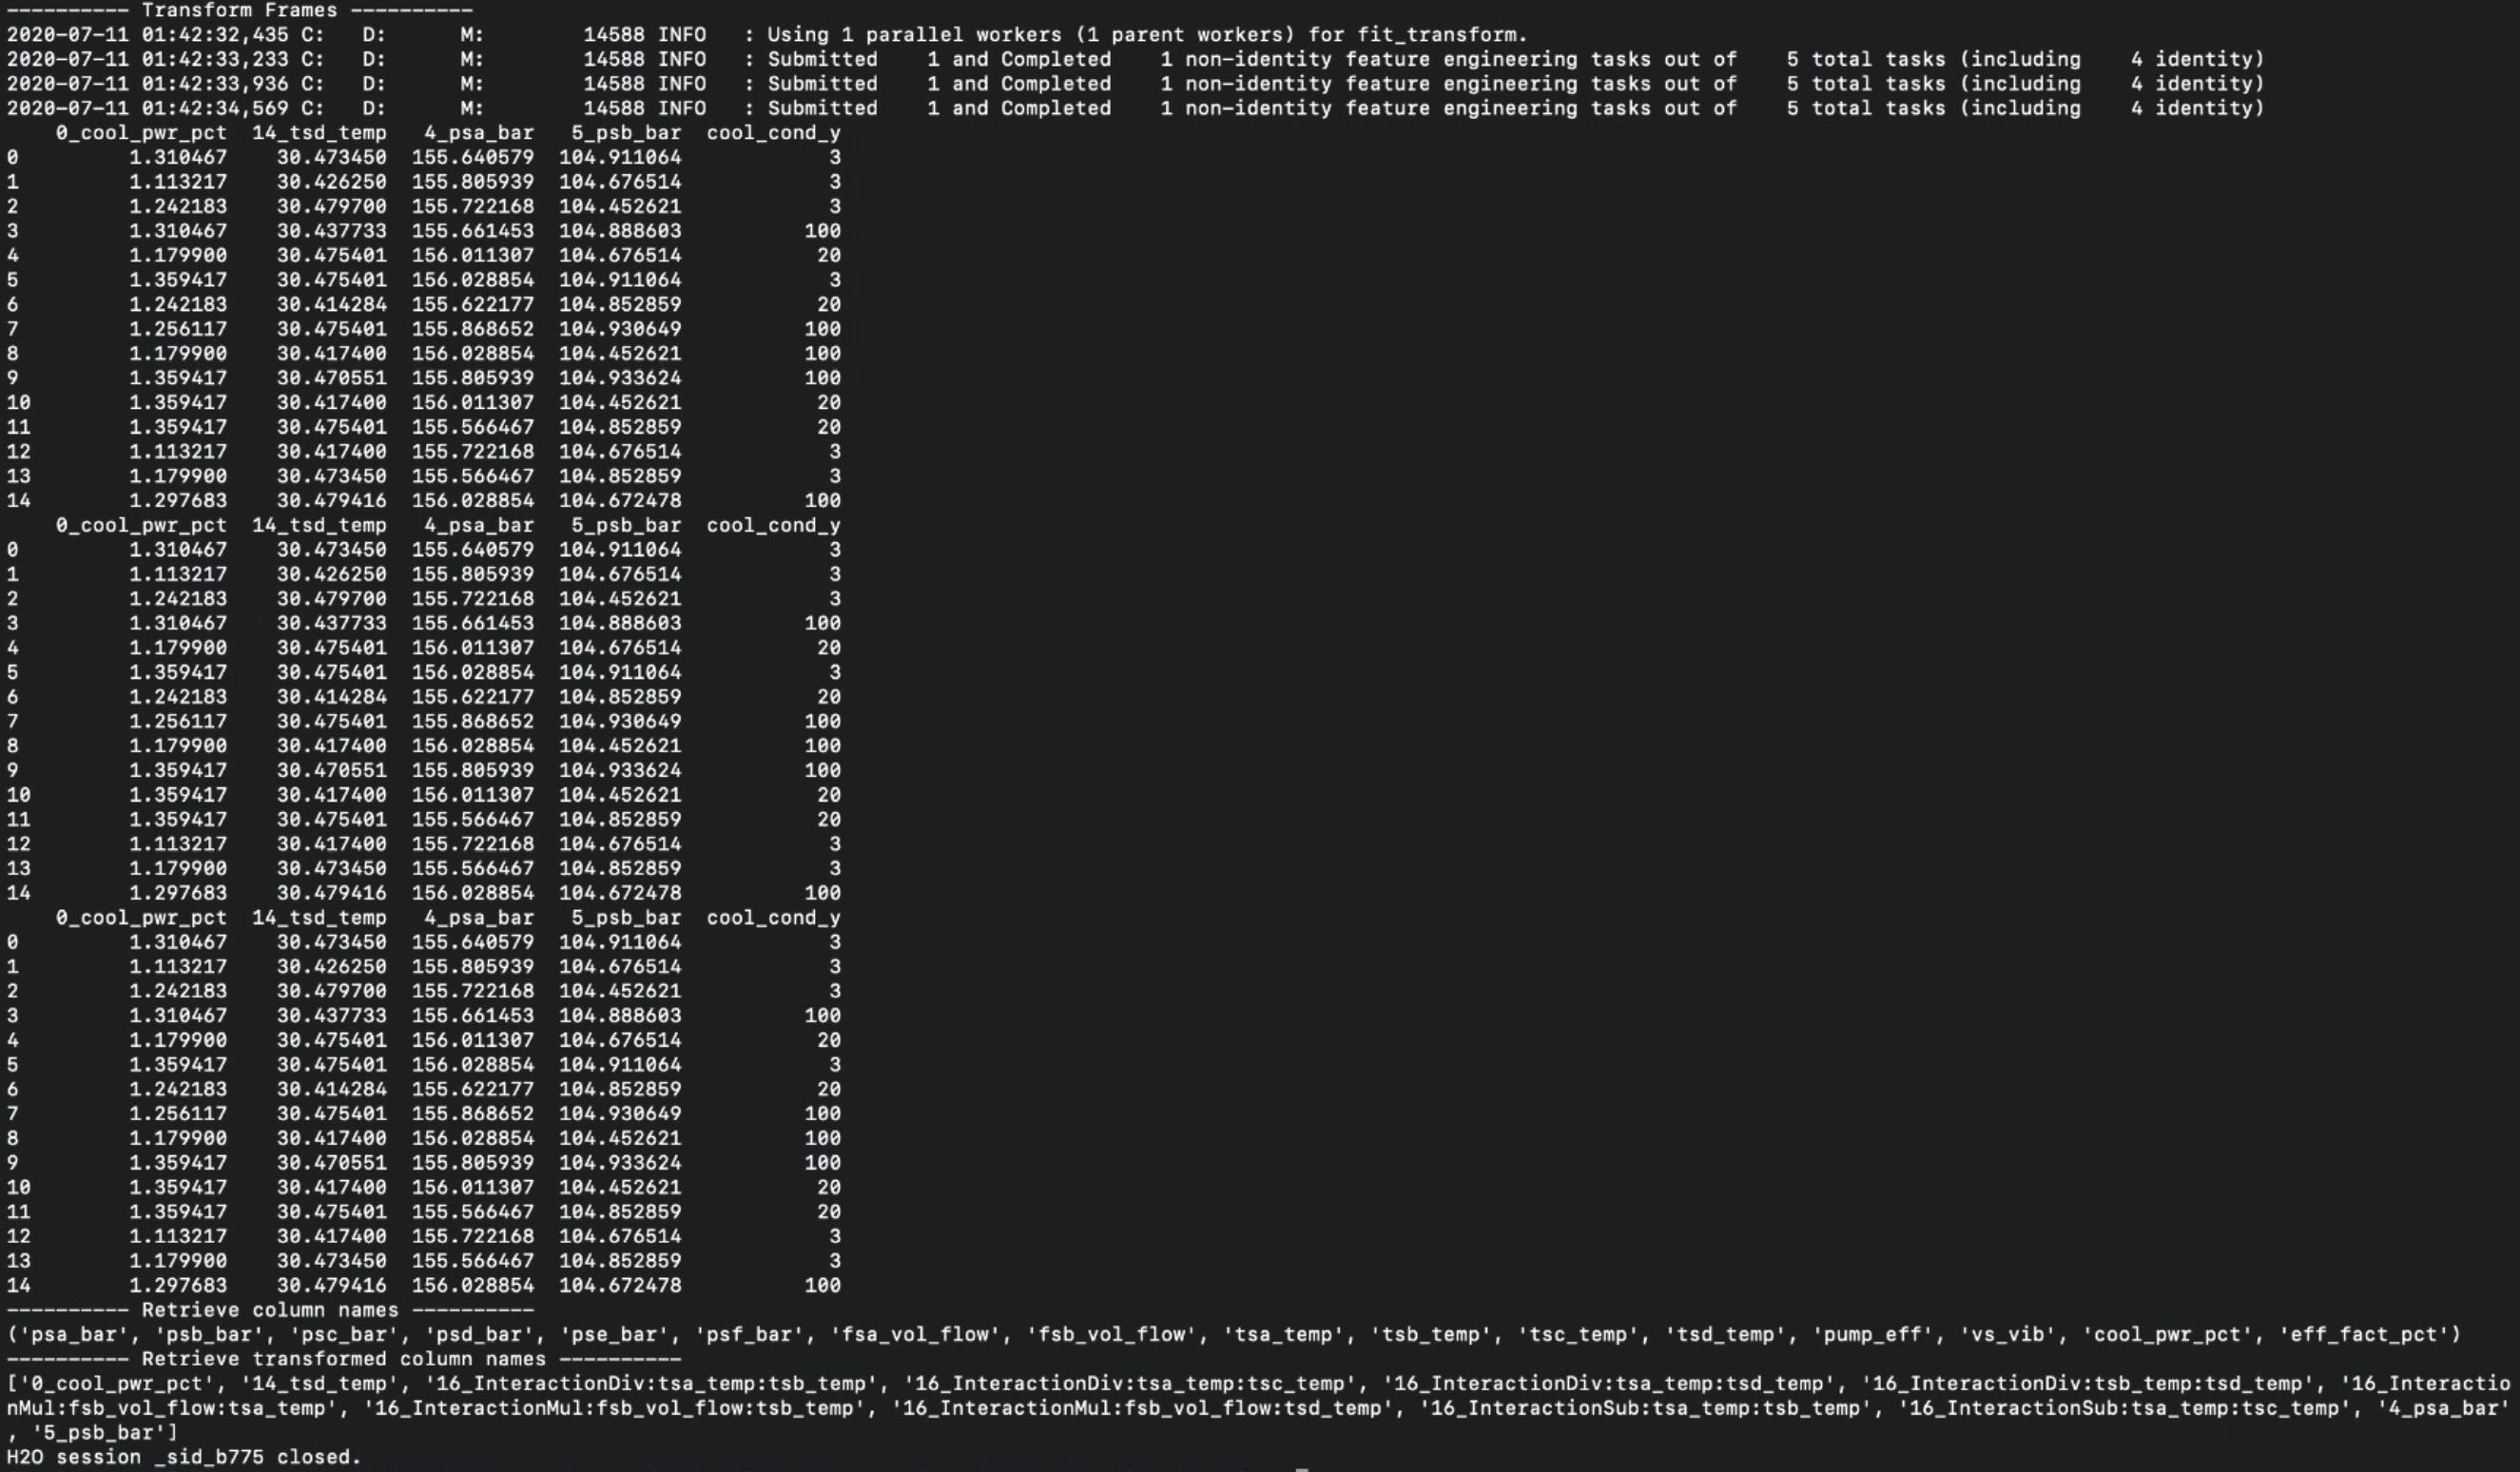 ---------- Transform Frames ----------
2020-07-11 01:42:32,435 C:   D:      M:        14588 INFO   : Using 1 parallel workers (1 parent workers) for fit_transform.
2020-07-11 01:42:33,233 C:   D:      M:        14588 INFO   : Submitted    1 and Completed    1 non-identity feature engineering tasks out of    5 total tasks (including    4 identity)
2020-07-11 01:42:33,936 C:   D:      M:        14588 INFO   : Submitted    1 and Completed    1 non-identity feature engineering tasks out of    5 total tasks (including    4 identity)
2020-07-11 01:42:34,569 C:   D:      M:        14588 INFO   : Submitted    1 and Completed    1 non-identity feature engineering tasks out of    5 total tasks (including    4 identity)
    0_cool_pwr_pct  14_tsd_temp   4_psa_bar   5_psb_bar  cool_cond_y
0         1.310467    30.473450  155.640579  104.911064            3
1         1.113217    30.426250  155.805939  104.676514            3
2         1.242183    30.479700  155.722168  104.452621            3
3         1.310467    30.437733  155.661453  104.888603          100
4         1.179900    30.475401  156.011307  104.676514           20
5         1.359417    30.475401  156.028854  104.911064            3
6         1.242183    30.414284  155.622177  104.852859           20
7         1.256117    30.475401  155.868652  104.930649          100
8         1.179900    30.417400  156.028854  104.452621          100
9         1.359417    30.470551  155.805939  104.933624          100
10        1.359417    30.417400  156.011307  104.452621           20
11        1.359417    30.475401  155.566467  104.852859           20
12        1.113217    30.417400  155.722168  104.676514            3
13        1.179900    30.473450  155.566467  104.852859            3
14        1.297683    30.479416  156.028854  104.672478          100
    0_cool_pwr_pct  14_tsd_temp   4_psa_bar   5_psb_bar  cool_cond_y
0         1.310467    30.473450  155.640579  104.911064            3
1         1.113217    30.426250  155.805939  104.676514            3
2         1.242183    30.479700  155.722168  104.452621            3
3         1.310467    30.437733  155.661453  104.888603          100
4         1.179900    30.475401  156.011307  104.676514           20
5         1.359417    30.475401  156.028854  104.911064            3
6         1.242183    30.414284  155.622177  104.852859           20
7         1.256117    30.475401  155.868652  104.930649          100
8         1.179900    30.417400  156.028854  104.452621          100
9         1.359417    30.470551  155.805939  104.933624          100
10        1.359417    30.417400  156.011307  104.452621           20
11        1.359417    30.475401  155.566467  104.852859           20
12        1.113217    30.417400  155.722168  104.676514            3
13        1.179900    30.473450  155.566467  104.852859            3
14        1.297683    30.479416  156.028854  104.672478          100
    0_cool_pwr_pct  14_tsd_temp   4_psa_bar   5_psb_bar  cool_cond_y
0         1.310467    30.473450  155.640579  104.911064            3
1         1.113217    30.426250  155.805939  104.676514            3
2         1.242183    30.479700  155.722168  104.452621            3
3         1.310467    30.437733  155.661453  104.888603          100
4         1.179900    30.475401  156.011307  104.676514           20
5         1.359417    30.475401  156.028854  104.911064            3
6         1.242183    30.414284  155.622177  104.852859           20
7         1.256117    30.475401  155.868652  104.930649          100
8         1.179900    30.417400  156.028854  104.452621          100
9         1.359417    30.470551  155.805939  104.933624          100
10        1.359417    30.417400  156.011307  104.452621           20
11        1.359417    30.475401  155.566467  104.852859           20
12        1.113217    30.417400  155.722168  104.676514            3
13        1.179900    30.473450  155.566467  104.852859            3
14        1.297683    30.479416  156.028854  104.672478          100
---------- Retrieve column names ----------
('psa_bar', 'psb_bar', 'psc_bar', 'psd_bar', 'pse_bar', 'psf_bar', 'fsa_vol_flow', 'fsb_vol_flow', 'tsa_temp', 'tsb_temp', 'tsc_temp', 'tsd_temp', 'pump_eff', 'vs_vib', 'cool_pwr_pct', 'eff_fact_pct')
---------- Retrieve transformed column names ----------
['0_cool_pwr_pct', '14_tsd_temp', '16_InteractionDiv:tsa_temp:tsb_temp', '16_InteractionDiv:tsa_temp:tsc_temp', '16_InteractionDiv:tsa_temp:tsd_temp', '16_InteractionDiv:tsb_temp:tsd_temp', '16_Interactio
nMul:fsb_vol_flow:tsa_temp', '16_InteractionMul:fsb_vol_flow:tsb_temp', '16_InteractionMul:fsb_vol_flow:tsd_temp', '16_InteractionSub:tsa_temp:tsb_temp', '16_InteractionSub:tsa_temp:tsc_temp', '4_psa_bar'
, '5_psb_bar']
H2O session _sid_b775 closed.